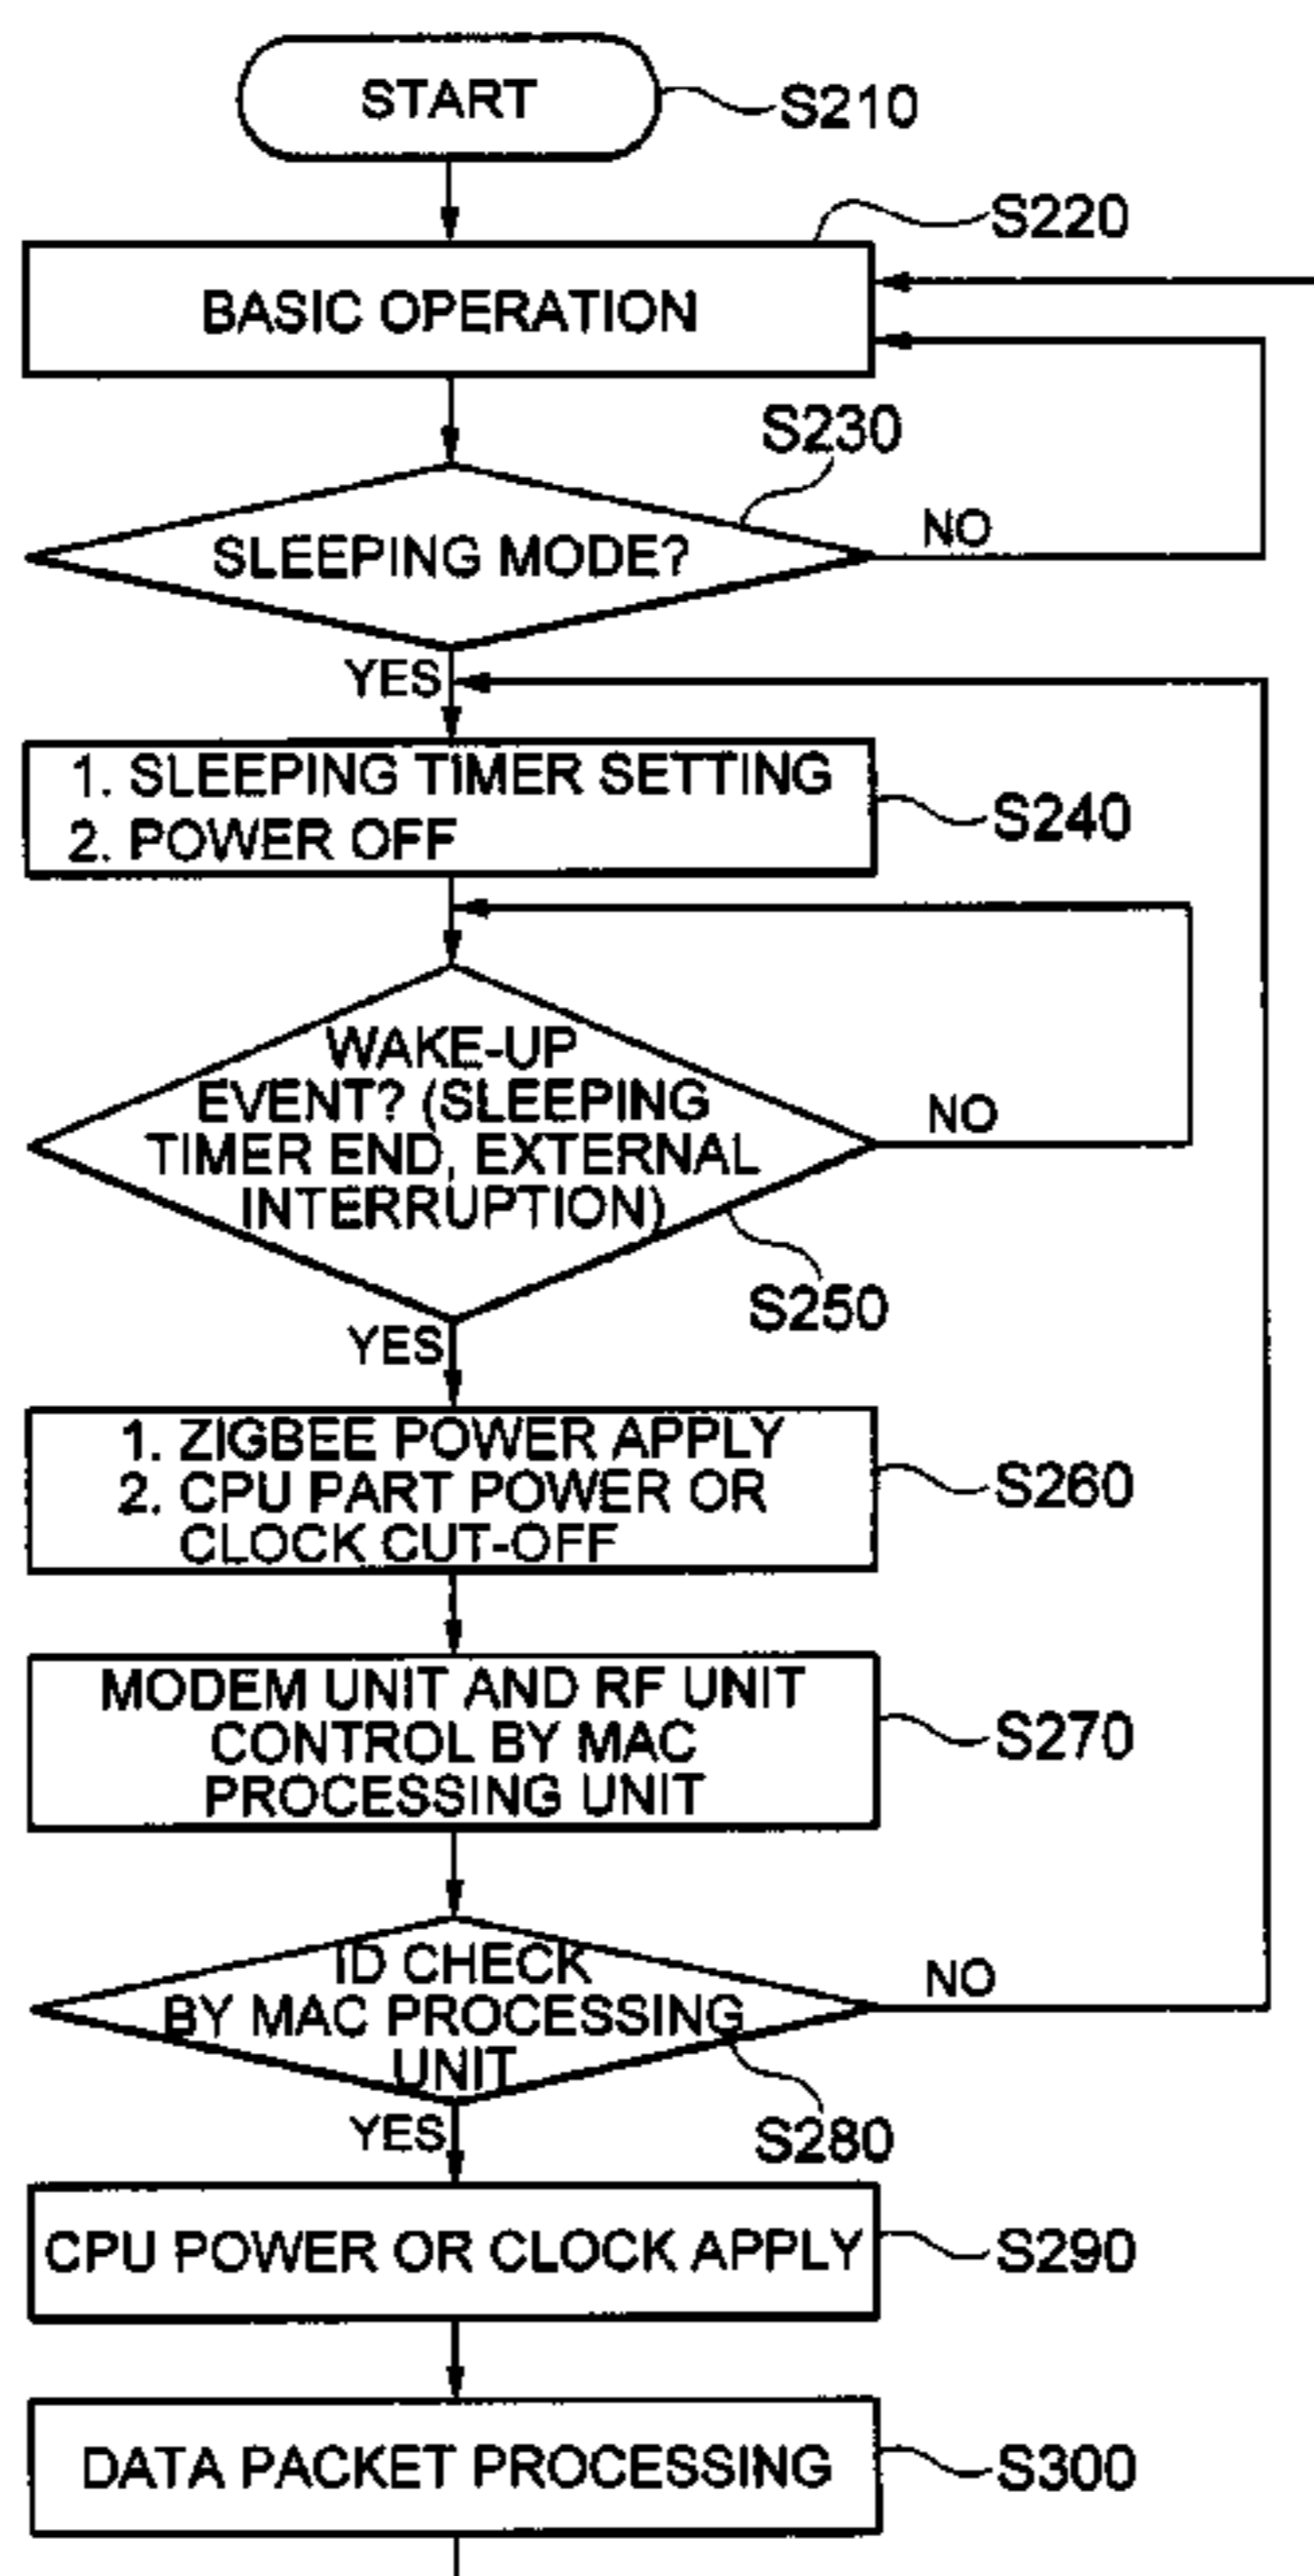 START
S210
S220
BASIC OPERATION
S230
SLEEPING MODE?
NO
YES
1. SLEEPING TIMER SETTING
2. POWER OFF
S240
WAKE-UP
EVENT? (SLEEPING
TIMER END, EXTERNAL
INTERRUPTION)
NO
S250
YES
1. ZIGBEE POWER APPLY
2. CPU PART POWER OR
CLOCK CUT-OFF
S260
MODEM UNIT AND RF UNIT
CONTROL BY MAC
PROCESSING UNIT
S270
ID CHECK
BY MAC PROCESSING
UNIT
NO
S280
YES
CPU POWER OR CLOCK APPLY
S290
DATA PACKET PROCESSING
S300